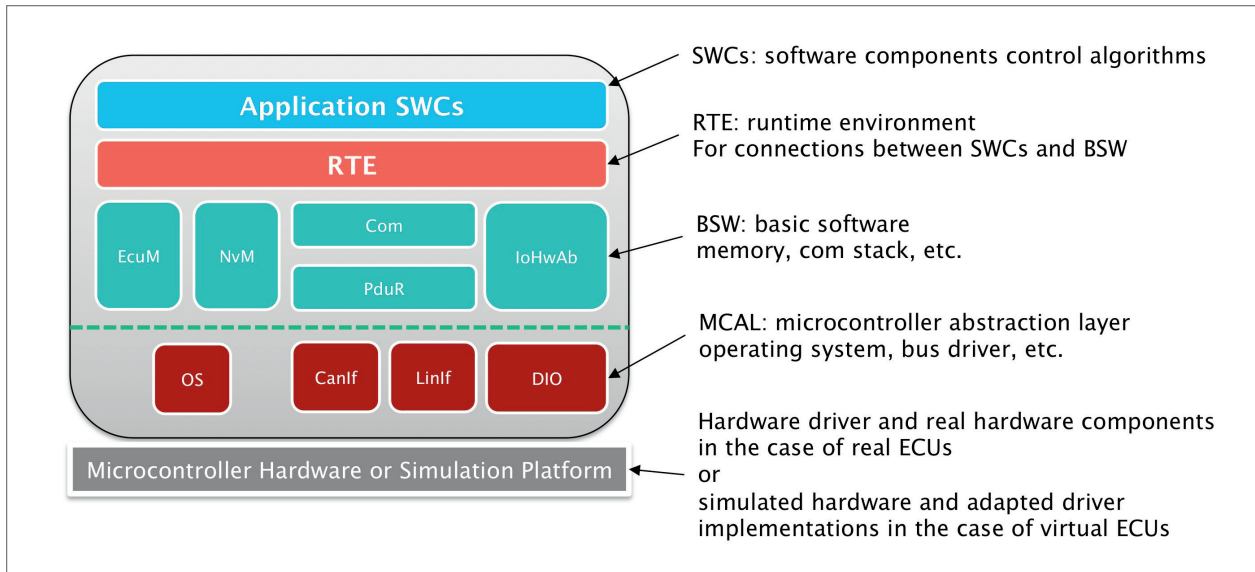 Application SWCs
RTE
EcuM
NvM
Com
PduR
IoHwAb
OS
CanIf
LinIf
DIO
Microcontroller Hardware or Simulation Platform
SWCs: software components control algorithms
RTE: runtime environment
For connections between SWCs and BSW
BSW: basic software
memory, com stack, etc.
MCAL: microcontroller abstraction layer
operating system, bus driver, etc.
Hardware driver and real hardware components
in the case of real ECUs
or
simulated hardware and adapted driver
implementations in the case of virtual ECUs